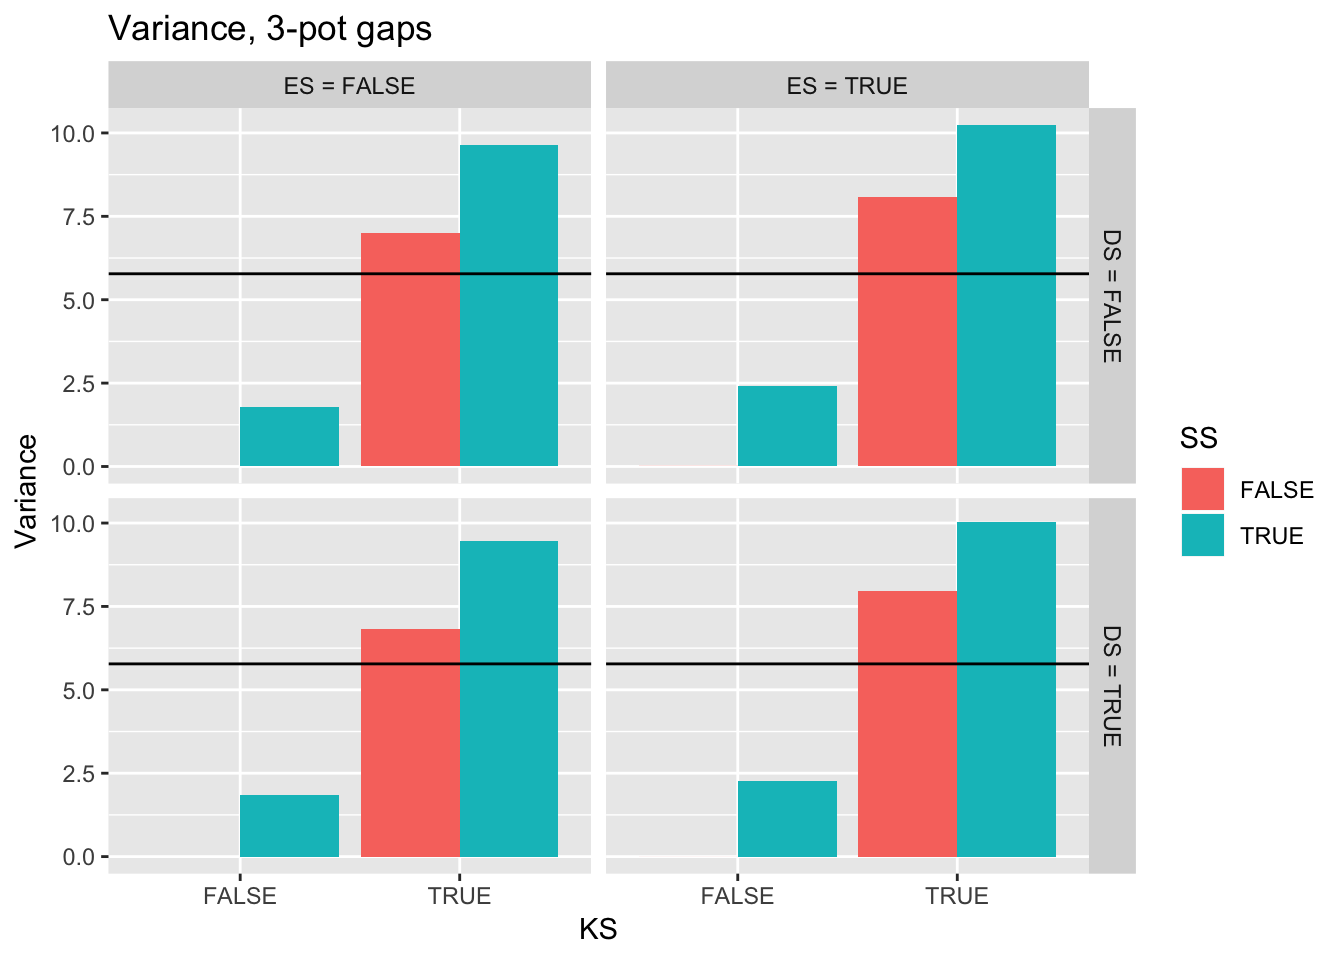 Variance, 3-pot gaps
ES = FALSE
ES = TRUE
10.0
7.5
5.0
2.5
0.0
DS = FALSE
10.0
7.5
5.0
2.5
0.0
DS = TRUE
Variance
FALSE
TRUE
FALSE
TRUE
KS
SS
FALSE
TRUE